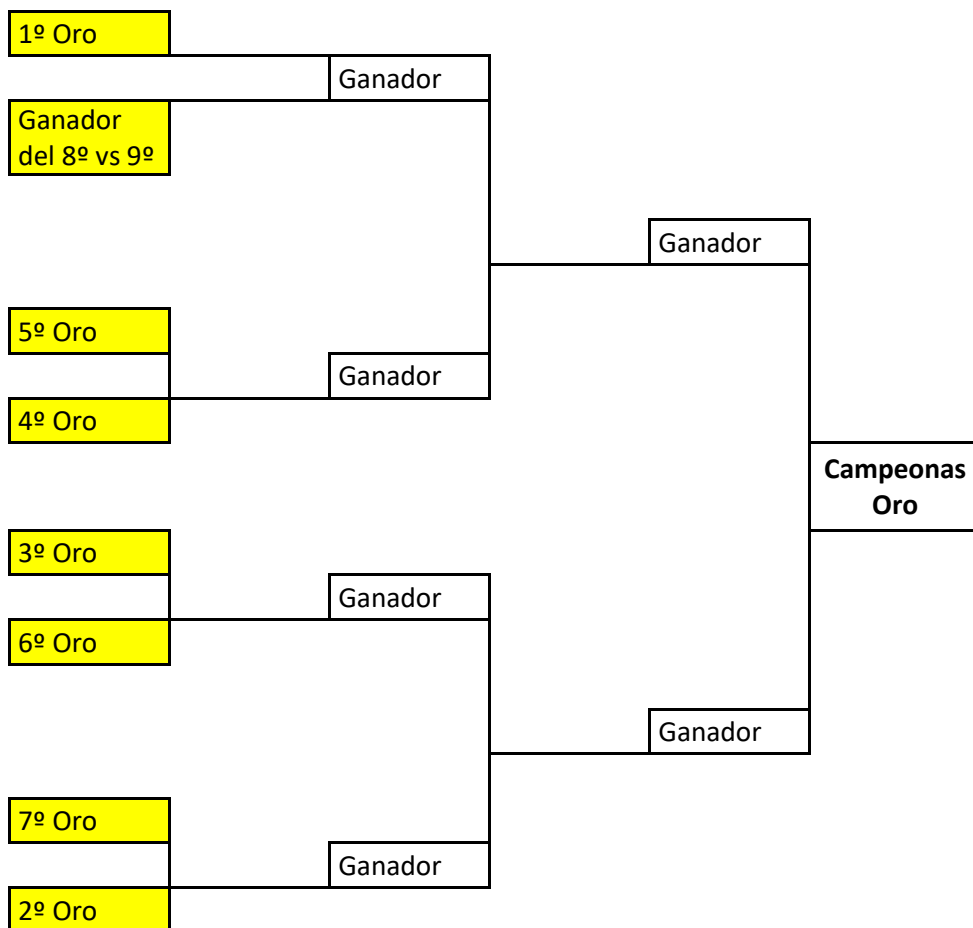 1º Oro
Ganador
Ganador
del 8º vs 9º
Ganador
5º Oro
Ganador
4º Oro
Campeonas
Oro
3º Oro
Ganador
6º Oro
Ganador
7º Oro
Ganador
2º Oro